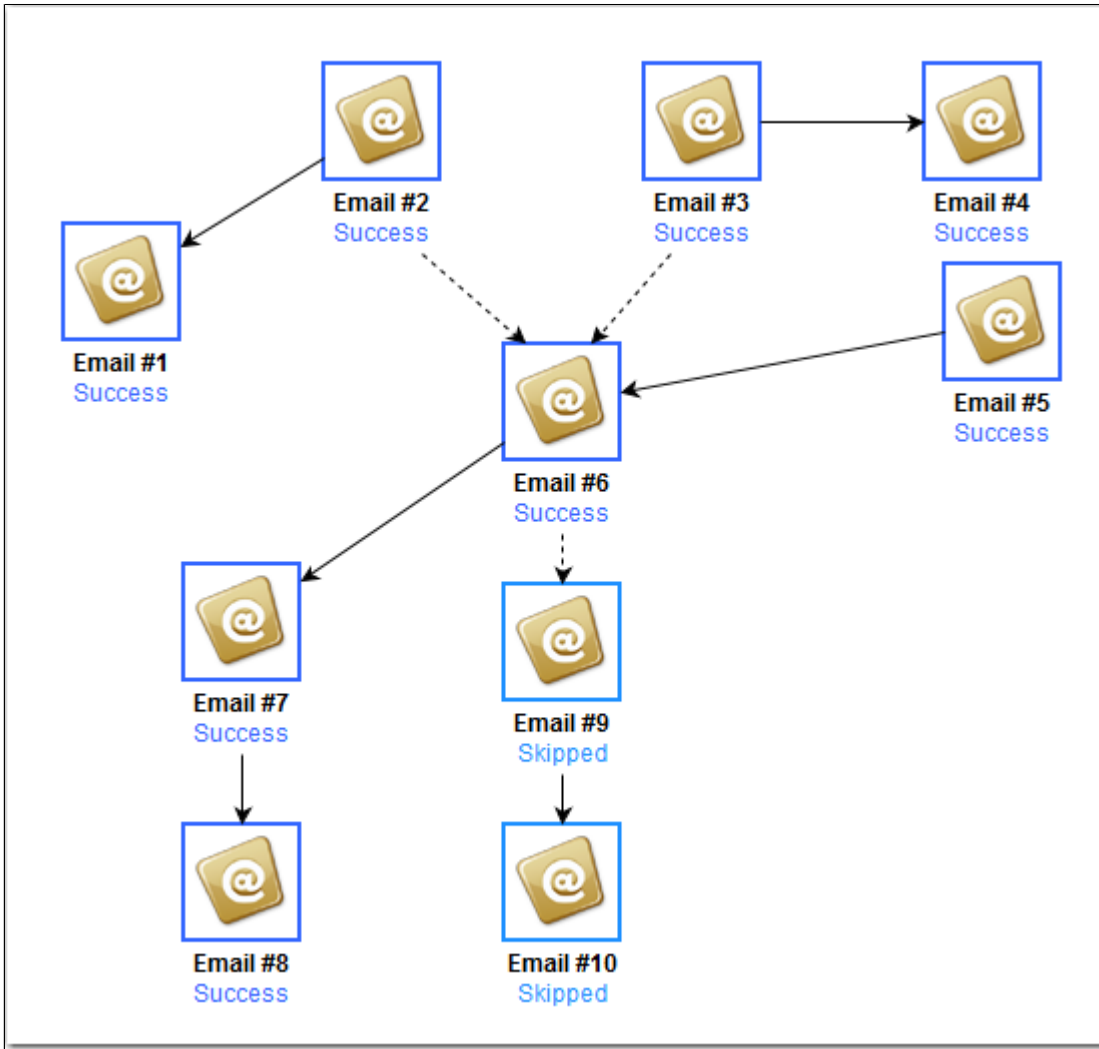 Email #2
Success
Email #3
Success
Email #4
Success
Email #1
Success
Email #5
Success
Email #6
Success
Email #7
Success
Email #9
Skipped
Email #8
Success
Email #10
Skipped